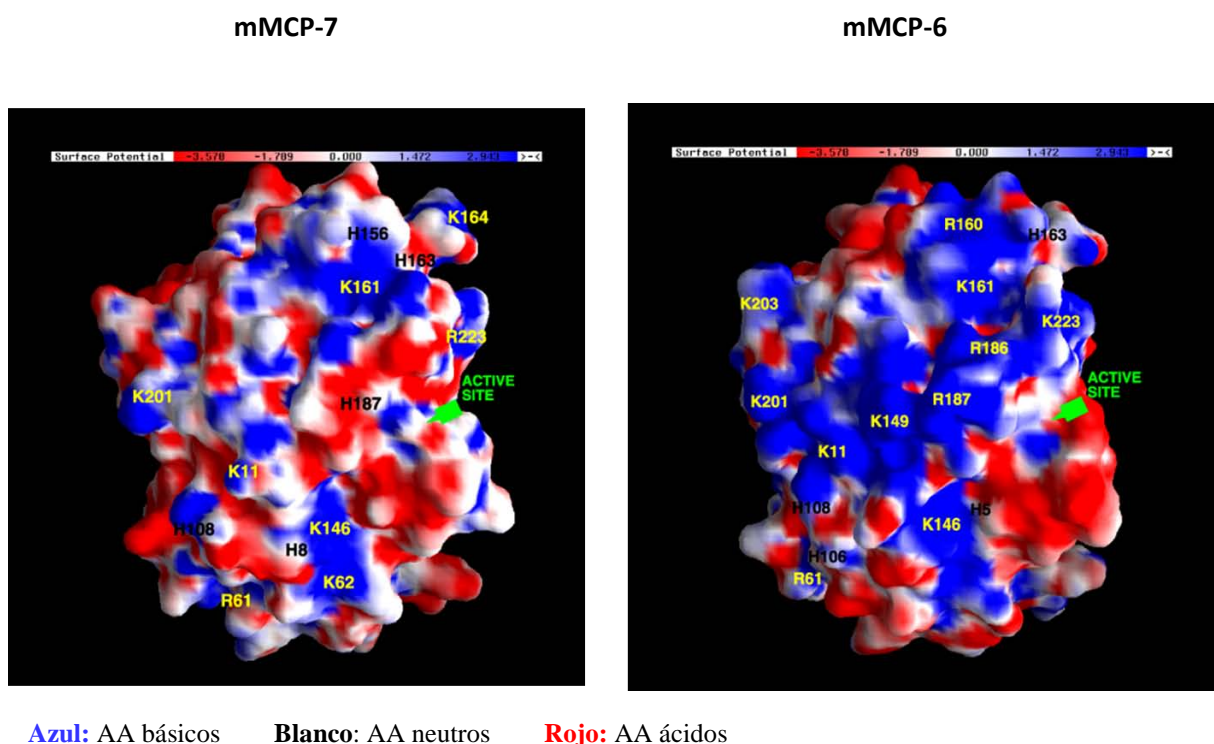 mMCP-7
mMCP-6
Surface Potential -3.570 -1.789 0.000 1.472 2.943 >-<
K164
H156
H163
K161
R223
ACTIVE
SITE
K201
H187
K11
H108
K146
H8
K62
R61
Surface Potential -3.570 -1.789 0.000 1.472 2.943 >-<
R160
H163
K161
K203
K223
R186
ACTIVE
SITE
K201
R187
K149
K11
H108
H5
K146
H106
R61
Azul: AA básicos Blanco: AA neutros Rojo: AA ácidos